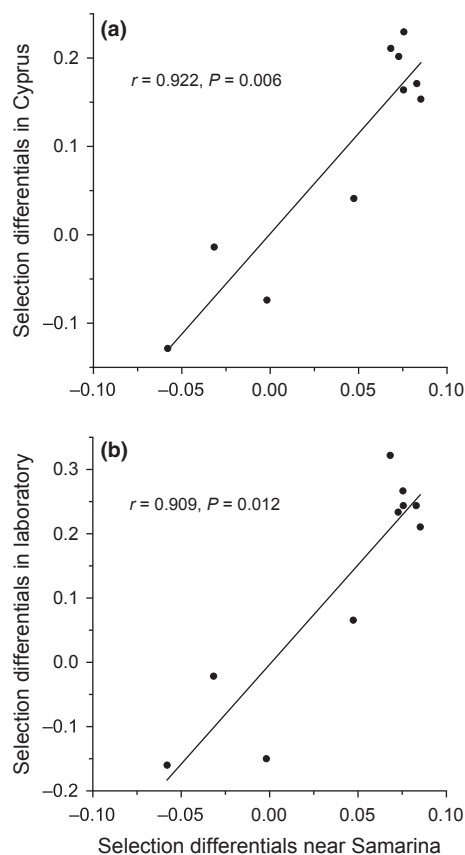 (a)
r = 0.922, P = 0.006
Selection differentials in Cyprus
0.2
0.1
0.0
–0.1
–0.10 –0.05 0.00 0.05 0.10
(b)
r = 0.909, P = 0.012
Selection differentials in laboratory
0.3
0.2
0.1
0.0
–0.1
–0.2
–0.10 –0.05 0.00 0.05 0.10
Selection differentials near Samarina